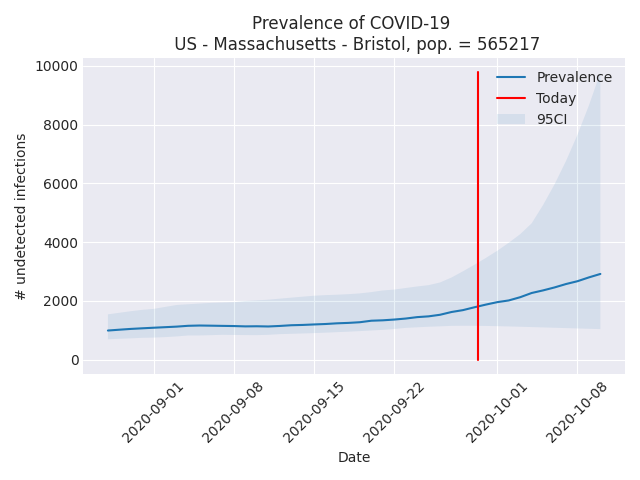 Prevalence of COVID-19
US - Massachusetts - Bristol, pop. = 565217
10000
8000
6000
4000
2000
0
# undetected infections
Prevalence
Today
95CI
2020-09-01
2020-09-08
2020-09-15
2020-09-22
2020-10-01
2020-10-08
Date